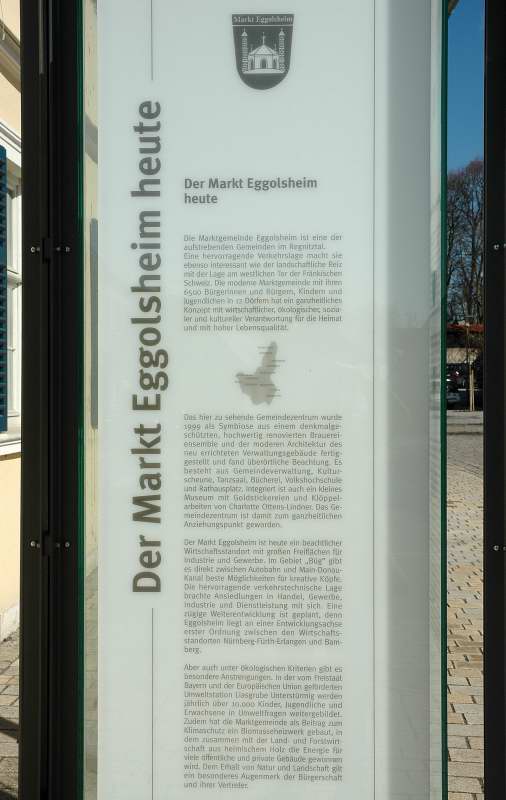 Markt Eggolsheim
Der Markt Eggolsheim heute
Der Markt Eggolsheim
heute
Die Marktgemeinde Eggolsheim ist eine der
aufstrebenden Gemeinden im Regnitztal.
Eine hervorragende Verkehrslage macht sie
ebenso interessant wie der landschaftliche Reiz
mit der Lage am westlichen Tor der Fränkischen
Schweiz. Die moderne Marktgemeinde mit ihren
6500 Bürgerinnen und Bürgern, Kindern und
Jugendlichen in 12 Dörfern hat ein ganzheitliches
Konzept mit wirtschaftlicher, ökologischer, sozia-
ler und kultureller Verantwortung für die Heimat
und mit hoher Lebensqualität.
Das hier zu sehende Gemeindezentrum wurde
1999 als Symbiose aus einem denkmalge-
schützten, hochwertig renovierten Brauerei-
ensemble und der modernen Architektur des
neu errichteten Verwaltungsgebäude fertig-
gestellt und fand überörtliche Beachtung. Es
besteht aus Gemeindeverwaltung, Kultur-
scheune, Tanzsaal, Bücherei, Volkshochschule
und Rathausplatz. Integriert ist auch ein kleines
Museum mit Goldstickereien und Klöppel-
arbeiten von Charlotte Ottens-Lindner. Das Ge-
meindezentrum ist damit zum ganzheitlichen
Anziehungspunkt geworden.
Der Markt Eggolsheim ist heute ein beachtlicher
Wirtschaftsstandort mit großen Freiflächen für
Industrie und Gewerbe. Im Gebiet „Büg" gibt
es direkt zwischen Autobahn und Main-Donau-
Kanal beste Möglichkeiten für kreative Köpfe.
Die hervorragende verkehrstechnische Lage
brachte Ansiedlungen in Handel, Gewerbe,
Industrie und Dienstleistung mit sich. Eine
zügige Weiterentwicklung ist geplant, denn
Eggolsheim liegt an einer Entwicklungsachse
erster Ordnung zwischen den Wirtschafts-
standorten Nürnberg-Fürth-Erlangen und Bam-
berg.
Aber auch unter ökologischen Kriterien gibt es
besondere Anstrengungen. In der vom Freistaat
Bayern und der Europäischen Union geförderten
Umweltstation Liasgrube Unterstürmig werden
jährlich über 10.000 Kinder, Jugendliche und
Erwachsene in Umweltfragen weitergebildet.
Zudem hat die Marktgemeinde als Beitrag zum
Klimaschutz ein Biomasseheizwerk gebaut, in
dem zusammen mit der Land- und Forstwirt-
schaft aus heimischem Holz die Energie für
viele öffentliche und private Gebäude gewonnen
wird. Dem Erhalt von Natur und Landschaft gilt
ein besonderes Augenmerk der Bürgerschaft
und ihrer Vertreter.